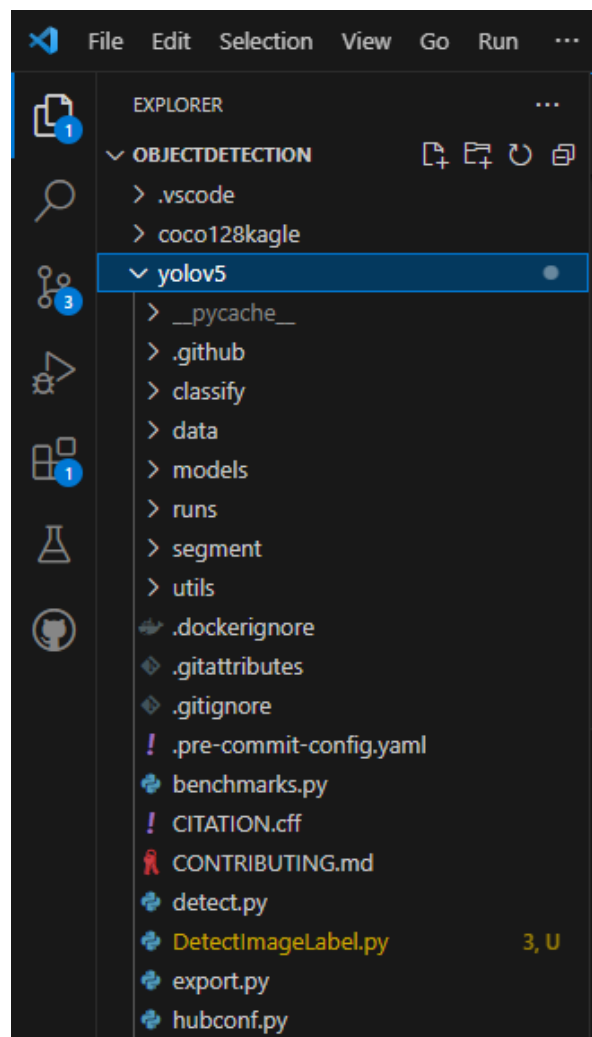 File Edit Selection View Go Run ...
EXPLORER ...
OBJECTDETECTION
.vscode
coco128kagle
yolov5
__pycache__
.github
classify
data
models
runs
segment
utils
.dockerignore
.gitattributes
.gitignore
! .pre-commit-config.yaml
benchmarks.py
! CITATION.cff
CONTRIBUTING.md
detect.py
DetectImageLabel.py 3, U
export.py
hubconf.py
1
3
1